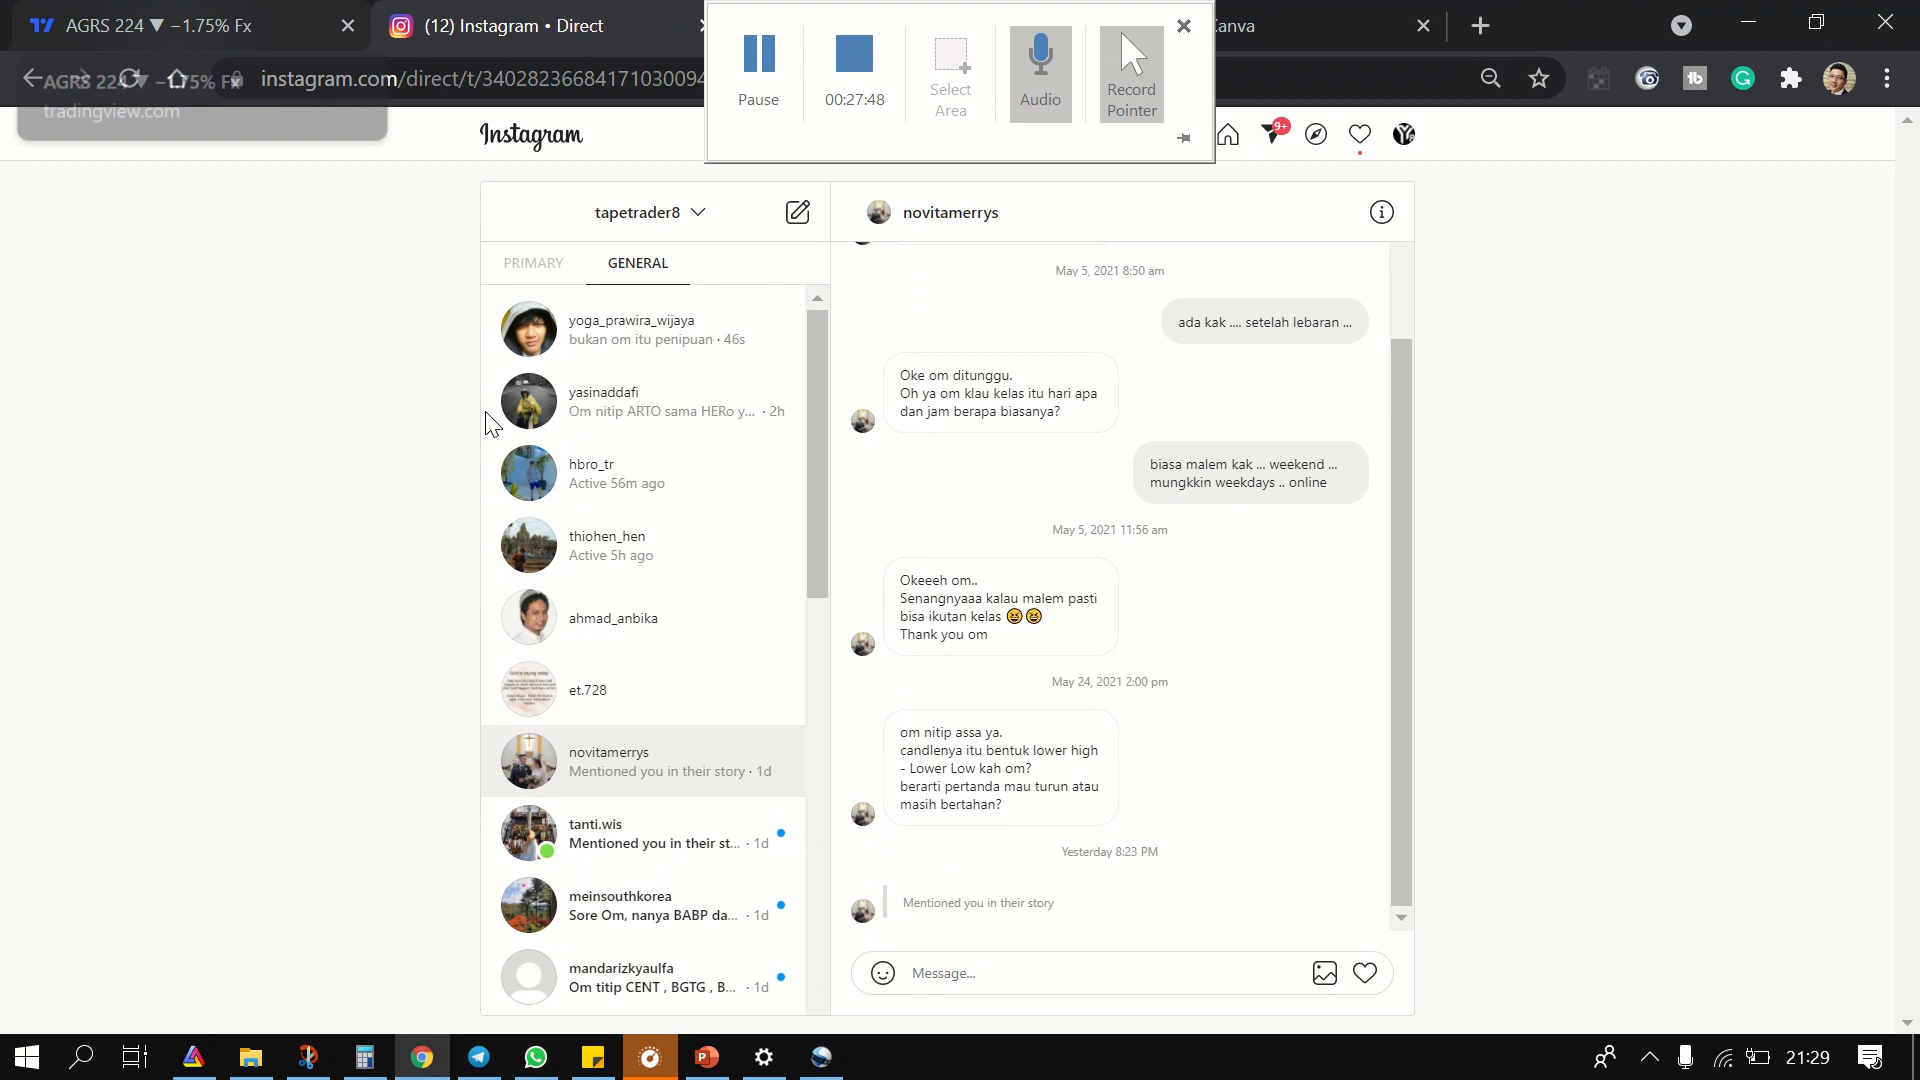 AGRS 224 ▼ −1.75% Fx
(12) Instagram • Direct
anva
instagram.com/direct/t/34028236684171030094
AGRS 224 ▼ −1.75% Fx
tradingview.com
Pause
00:27:48
Select
Area
Audio
Record
Pointer
Instagram
9+
tapetrader8
novitamerrys
PRIMARY
GENERAL
yoga_prawira_wijaya
bukan om itu penipuan · 46s
yasinaddafi
Om nitip ARTO sama HERo y... · 2h
hbro_tr
Active 56m ago
thiohen_hen
Active 5h ago
ahmad_anbika
et.728
novitamerrys
Mentioned you in their story · 1d
tanti.wis
Mentioned you in their st... · 1d
meinsouthkorea
Sore Om, nanya BABP da... · 1d
mandarizkyaulfa
Om titip CENT , BGTG , B... · 1d
May 5, 2021 8:50 am
ada kak .... setelah lebaran ...
Oke om ditunggu.
Oh ya om klau kelas itu hari apa
dan jam berapa biasanya?
biasa malem kak ... weekend ...
mungkkin weekdays .. online
May 5, 2021 11:56 am
Okeeeh om..
Senangnyaaa kalau malem pasti
bisa ikutan kelas 😆😆
Thank you om
May 24, 2021 2:00 pm
om nitip assa ya.
candlenya itu bentuk lower high
- Lower Low kah om?
berarti pertanda mau turun atau
masih bertahan?
Yesterday 8:23 PM
Mentioned you in their story
Message...
21:29